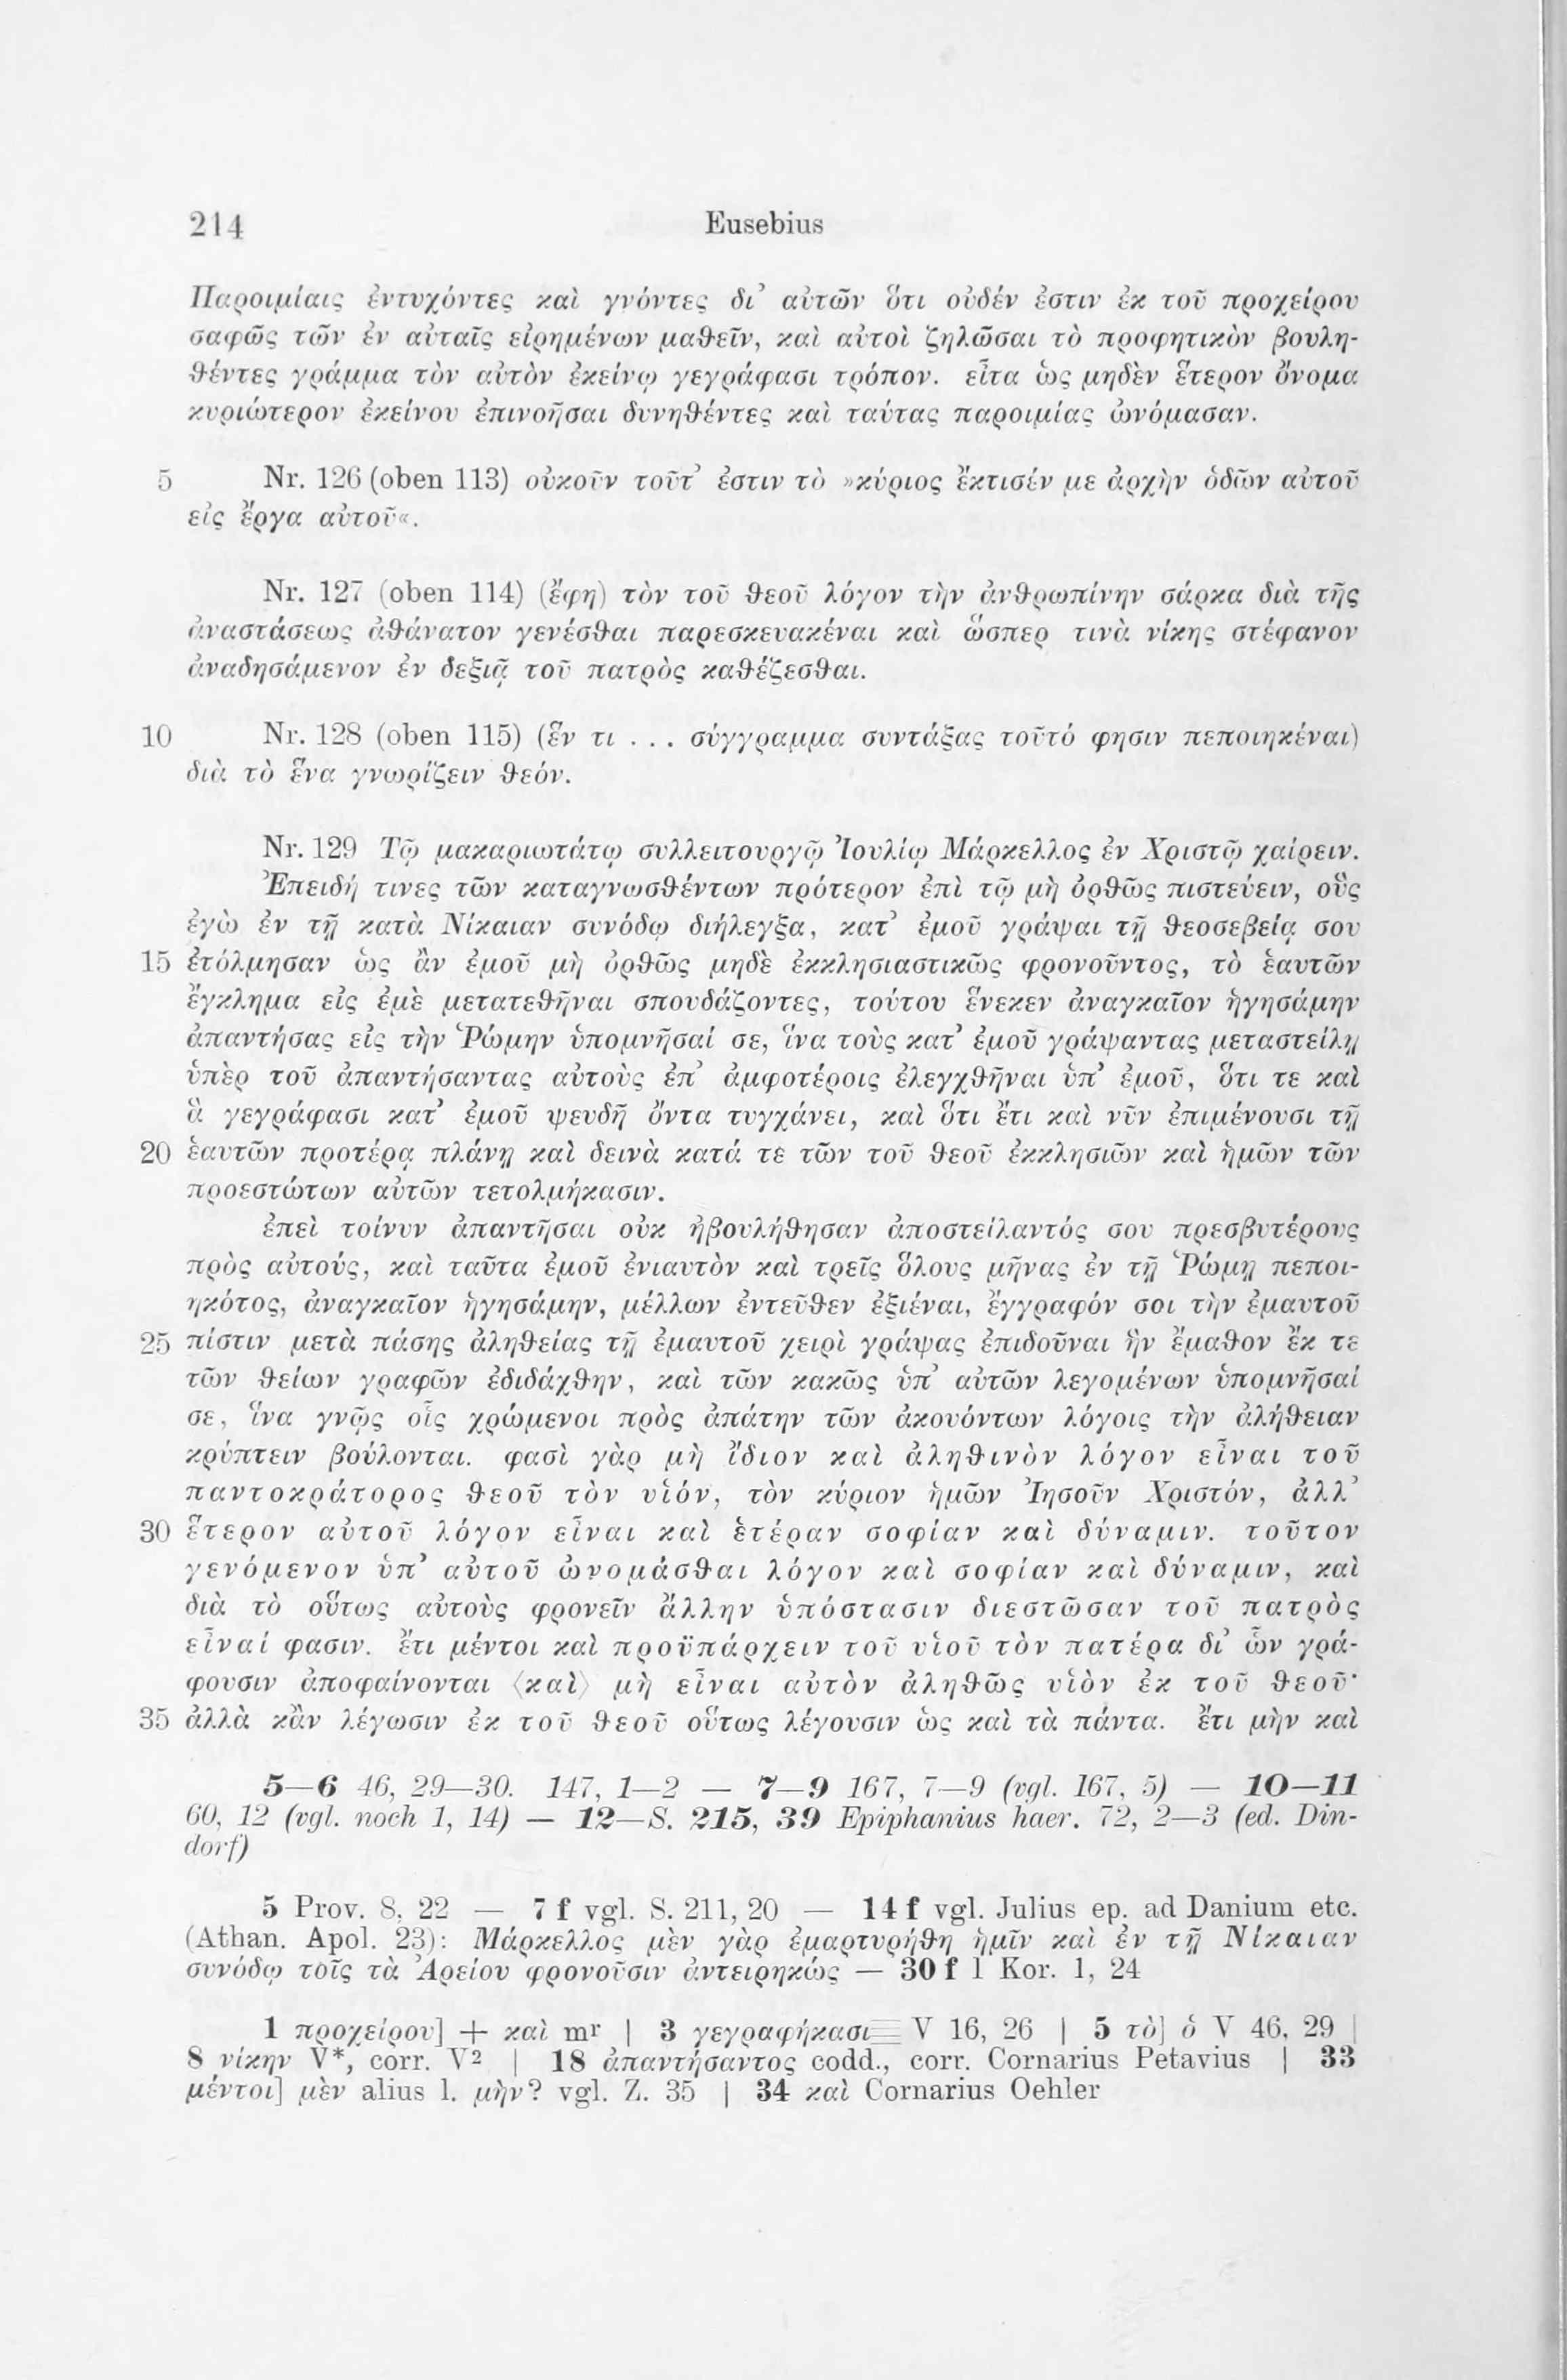 214 Eusebius
Παροιμίαις ἐντυχόντες καὶ γνόντες δι’ αὐτῶν ὅτι οὐδέν ἐστιν ἐκ τοῦ προχείρου
σαφῶς τῶν ἐν αὐταῖς εἰρημένων μαθεῖν, καὶ αὐτοὶ ζηλῶσαι τὸ προφητικὸν βουλη-
θέντες γράμμα τὸν αὐτὸν ἐκείνῳ γεγράφασι τρόπον. εἶτα ὡς μηδὲν ἕτερον ὄνομα
κυριώτερον ἐκείνου ἐπινοῆσαι δυνηθέντες καὶ ταύτας παροιμίας ὠνόμασαν.
5 Nr. 126 (oben 113) οὐκοῦν τοῦτ’ ἐστιν τὸ »κύριος ἔκτισέν με ἀρχὴν ὁδῶν αὐτοῦ
εἰς ἔργα αὐτοῦ«.
Nr. 127 (oben 114) (ἔφη) τὸν τοῦ θεοῦ λόγον τὴν ἀνθρωπίνην σάρκα διὰ τῆς
ἀναστάσεως ἀθάνατον γενέσθαι παρεσκευακέναι καὶ ὥσπερ τινὰ νίκης στέφανον
ἀναδησάμενον ἐν δεξιᾷ τοῦ πατρὸς καθέζεσθαι.
10 Nr. 128 (oben 115) (ἕν τι . . . σύγγραμμα συντάξας τοῦτό φησιν πεποιηκέναι)
διὰ τὸ ἕνα γνωρίζειν θεόν.
Nr. 129 Τῷ μακαριωτάτῳ συλλειτουργῷ Ἰουλίῳ Μάρκελλος ἐν Χριστῷ χαίρειν.
Ἐπειδή τινες τῶν καταγνωσθέντων πρότερον ἐπὶ τῷ μὴ ὀρθῶς πιστεύειν, οὓς
ἐγὼ ἐν τῇ κατὰ Νίκαιαν συνόδῳ διήλεγξα, κατ’ ἐμοῦ γράψαι τῇ θεοσεβείᾳ σου
15 ἐτόλμησαν ὡς ἂν ἐμοῦ μὴ ὀρθῶς μηδὲ ἐκκλησιαστικῶς φρονοῦντος, τὸ ἑαυτῶν
ἔγκλημα εἰς ἐμὲ μετατεθῆναι σπουδάζοντες, τούτου ἕνεκεν ἀναγκαῖον ἡγησάμην
ἀπαντήσας εἰς τὴν Ῥώμην ὑπομνῆσαί σε, ἵνα τοὺς κατ’ ἐμοῦ γράψαντας μεταστείλῃ
ὑπὲρ τοῦ ἀπαντήσαντας αὐτοὺς ἐπ’ ἀμφοτέροις ἐλεγχθῆναι ὑπ’ ἐμοῦ, ὅτι τε καὶ
ἃ γεγράφασι κατ’ ἐμοῦ ψευδῆ ὄντα τυγχάνει, καὶ ὅτι ἔτι καὶ νῦν ἐπιμένουσι τῇ
20 ἑαυτῶν προτέρᾳ πλάνῃ καὶ δεινὰ κατά τε τῶν τοῦ θεοῦ ἐκκλησιῶν καὶ ἡμῶν τῶν
προεστώτων αὐτῶν τετολμήκασιν.
ἐπεὶ τοίνυν ἀπαντῆσαι οὐκ ἠβουλήθησαν ἀποστείλαντός σου πρεσβυτέρους
πρὸς αὐτούς, καὶ ταῦτα ἐμοῦ ἐνιαυτὸν καὶ τρεῖς ὅλους μῆνας ἐν τῇ Ῥώμῃ πεποι-
ηκότος, ἀναγκαῖον ἡγησάμην, μέλλων ἐντεῦθεν ἐξιέναι, ἔγγραφόν σοι τὴν ἐμαυτοῦ
25 πίστιν μετὰ πάσης ἀληθείας τῇ ἐμαυτοῦ χειρὶ γράψας ἐπιδοῦναι ἣν ἔμαθον ἔκ τε
τῶν θείων γραφῶν ἐδιδάχθην, καὶ τῶν κακῶς ὑπ’ αὐτῶν λεγομένων ὑπομνῆσαί
σε, ἵνα γνῷς οἷς χρώμενοι πρὸς ἀπάτην τῶν ἀκουόντων λόγοις τὴν ἀλήθειαν
κρύπτειν βούλονται. φασὶ γὰρ μὴ ἴδιον καὶ ἀληθινὸν λόγον εἶναι τοῦ
παντοκράτορος θεοῦ τὸν υἱόν, τὸν κύριον ἡμῶν Ἰησοῦν Χριστόν, ἀλλ’
30 ἕτερον αὐτοῦ λόγον εἶναι καὶ ἑτέραν σοφίαν καὶ δύναμιν. τοῦτον
γενόμενον ὑπ’ αὐτοῦ ὠνομάσθαι λόγον καὶ σοφίαν καὶ δύναμιν, καὶ
διὰ τὸ οὕτως αὐτοὺς φρονεῖν ἄλλην ὑπόστασιν διεστῶσαν τοῦ πατρὸς
εἶναί φασιν. ἔτι μέντοι καὶ προϋπάρχειν τοῦ υἱοῦ τὸν πατέρα δι’ ὧν γρά-
φουσιν ἀποφαίνονται ⟨καὶ⟩ μὴ εἶναι αὐτὸν ἀληθῶς υἱὸν ἐκ τοῦ θεοῦ·
35 ἀλλὰ κἂν λέγωσιν ἐκ τοῦ θεοῦ οὕτως λέγουσιν ὡς καὶ τὰ πάντα. ἔτι μὴν καὶ
5—6 46, 29—30. 147, 1—2 — 7—9 167, 7—9 (vgl. 167, 5) — 10—11
60, 12 (vgl. noch 1, 14) — 12—S. 215, 39 Epiphanius haer. 72, 2—3 (ed. Din-
dorf)
5 Prov. 8, 22 — 7 f vgl. S. 211, 20 — 14 f vgl. Julius ep. ad Danium etc.
(Athan. Apol. 23): Μάρκελλος μὲν γὰρ ἐμαρτυρήθη ἡμῖν καὶ ἐν τῇ Νίκαιαν
συνόδῳ τοῖς τὰ Ἀρείου φρονοῦσιν ἀντειρηκώς — 30 f 1 Kor. 1, 24
1 προχείρου] + καὶ mr | 3 γεγραφήκασι V 16, 26 | 5 τὸ] ὁ V 46, 29 |
8 νίκην V*, corr. V2 | 18 ἀπαντήσαντος codd., corr. Cornarius Petavius | 33
μέντοι] μὲν alius l. μὴν? vgl. Z. 35 | 34 καὶ Cornarius Oehler